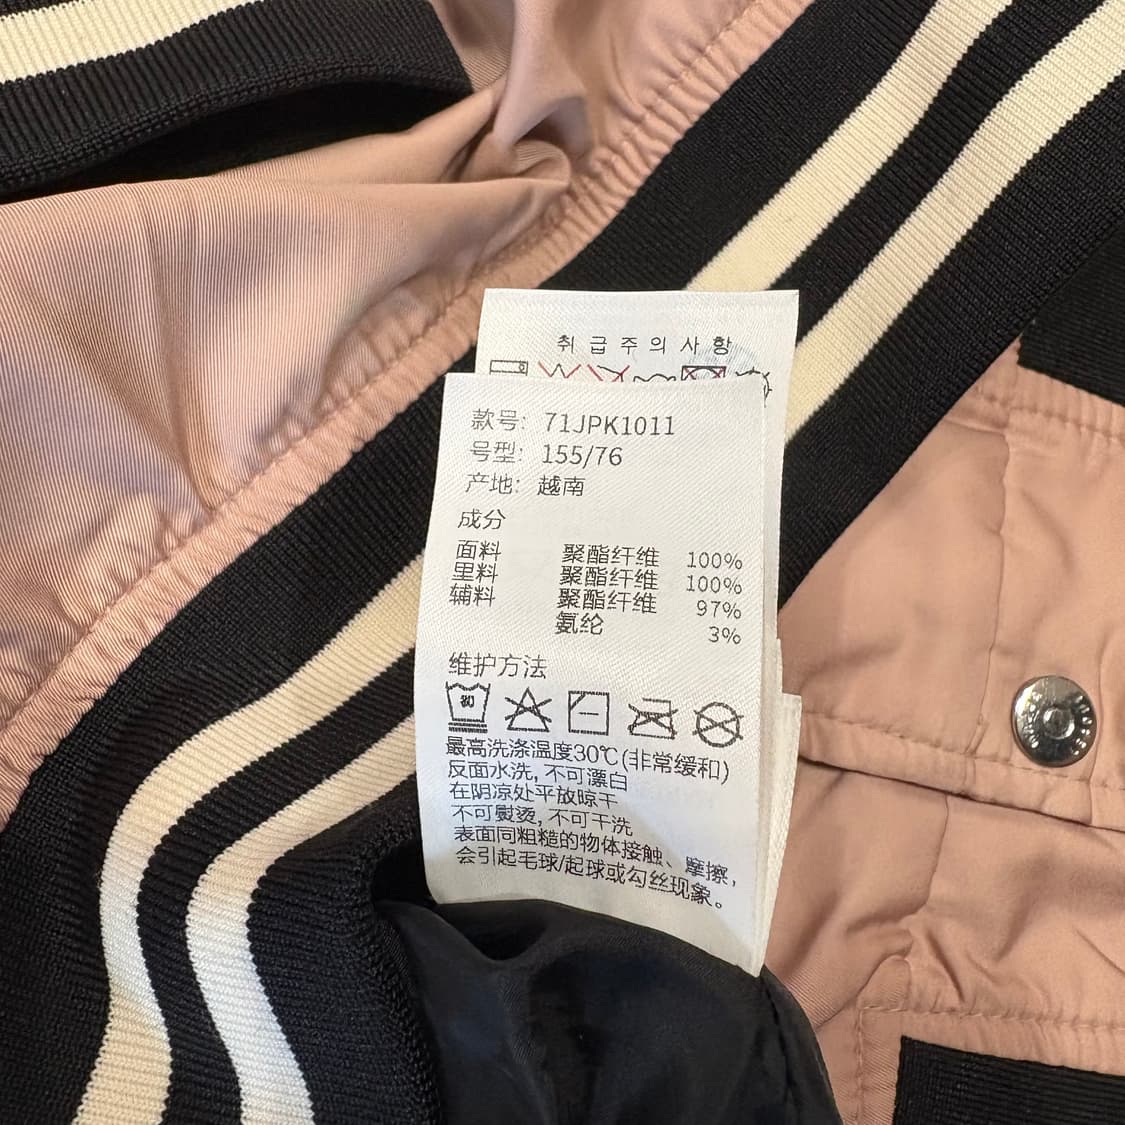 취급주의사항
款号: 71JPK1011
号型: 155/76
产地: 越南
成分
面料 聚酯纤维 100%
里料 聚酯纤维 100%
辅料 聚酯纤维 97%
氨纶 3%
维护方法
30
最高洗涤温度30℃(非常缓和)
反面水洗, 不可漂白
在阴凉处平放晾干
不可熨烫, 不可干洗
表面同粗糙的物体接触、摩擦,
会引起毛球/起球或勾丝现象。